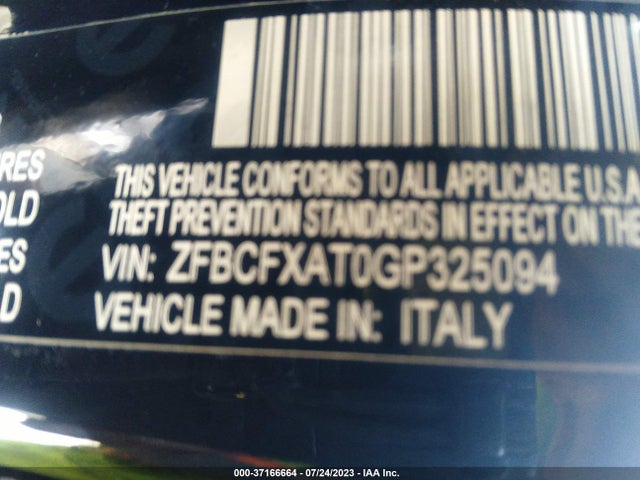 RES
OLD
ES
D
THIS VEHICLE CONFORMS TO ALL APPLICABLE U.S.A
THEFT PREVENTION STANDARDS IN EFFECT ON THE
VIN: ZFBCFXAT0GP325094
VEHICLE MADE IN: ITALY
000-37166664 - 07/24/2023 - IAA Inc.